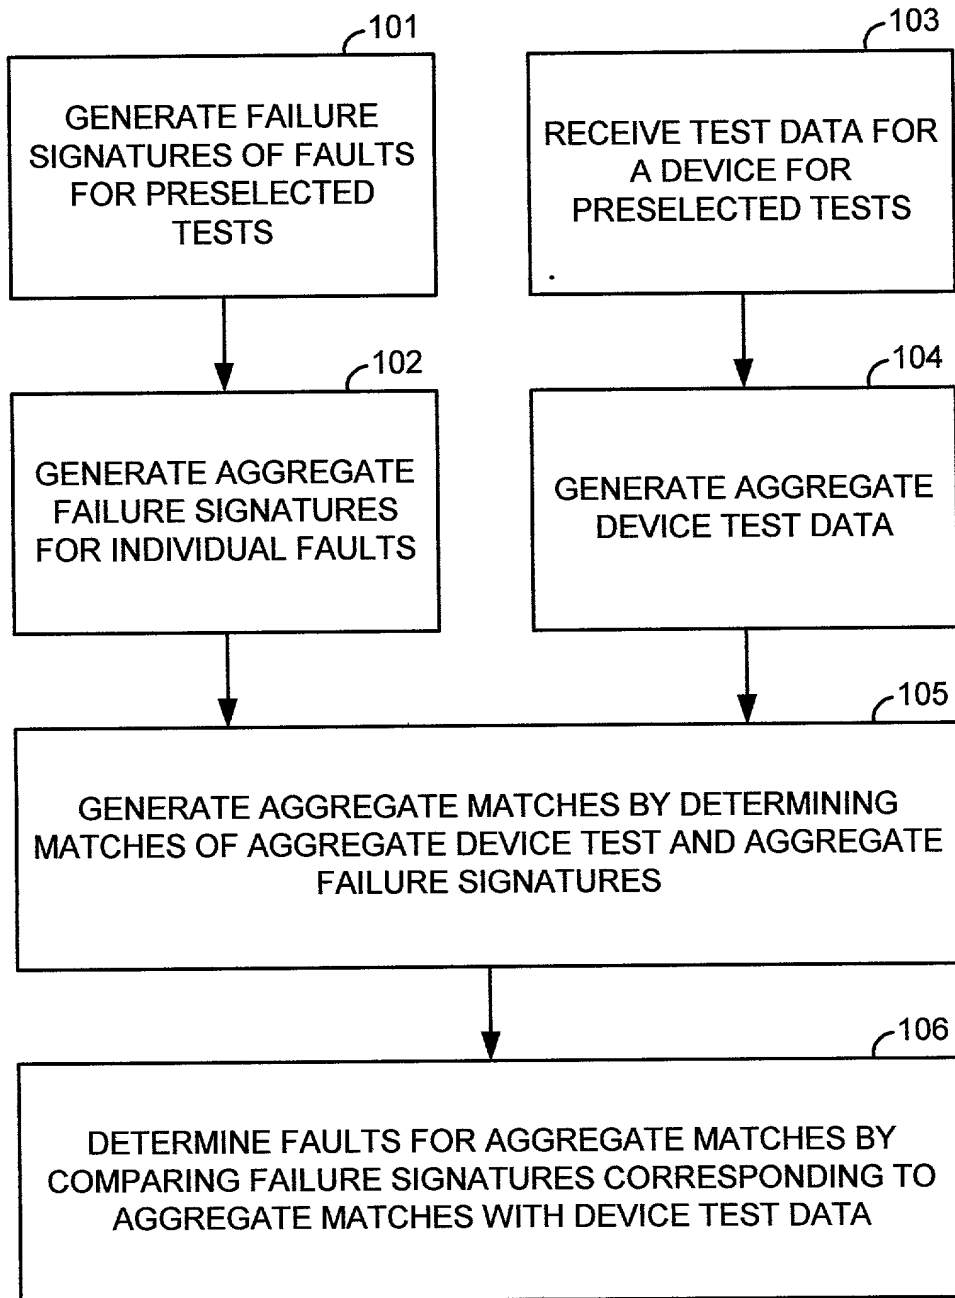 101
GENERATE FAILURE
SIGNATURES OF FAULTS
FOR PRESELECTED
TESTS
103
RECEIVE TEST DATA FOR
A DEVICE FOR
PRESELECTED TESTS
102
GENERATE AGGREGATE
FAILURE SIGNATURES
FOR INDIVIDUAL FAULTS
104
GENERATE AGGREGATE
DEVICE TEST DATA
105
GENERATE AGGREGATE MATCHES BY DETERMINING
MATCHES OF AGGREGATE DEVICE TEST AND AGGREGATE
FAILURE SIGNATURES
106
DETERMINE FAULTS FOR AGGREGATE MATCHES BY
COMPARING FAILURE SIGNATURES CORRESPONDING TO
AGGREGATE MATCHES WITH DEVICE TEST DATA